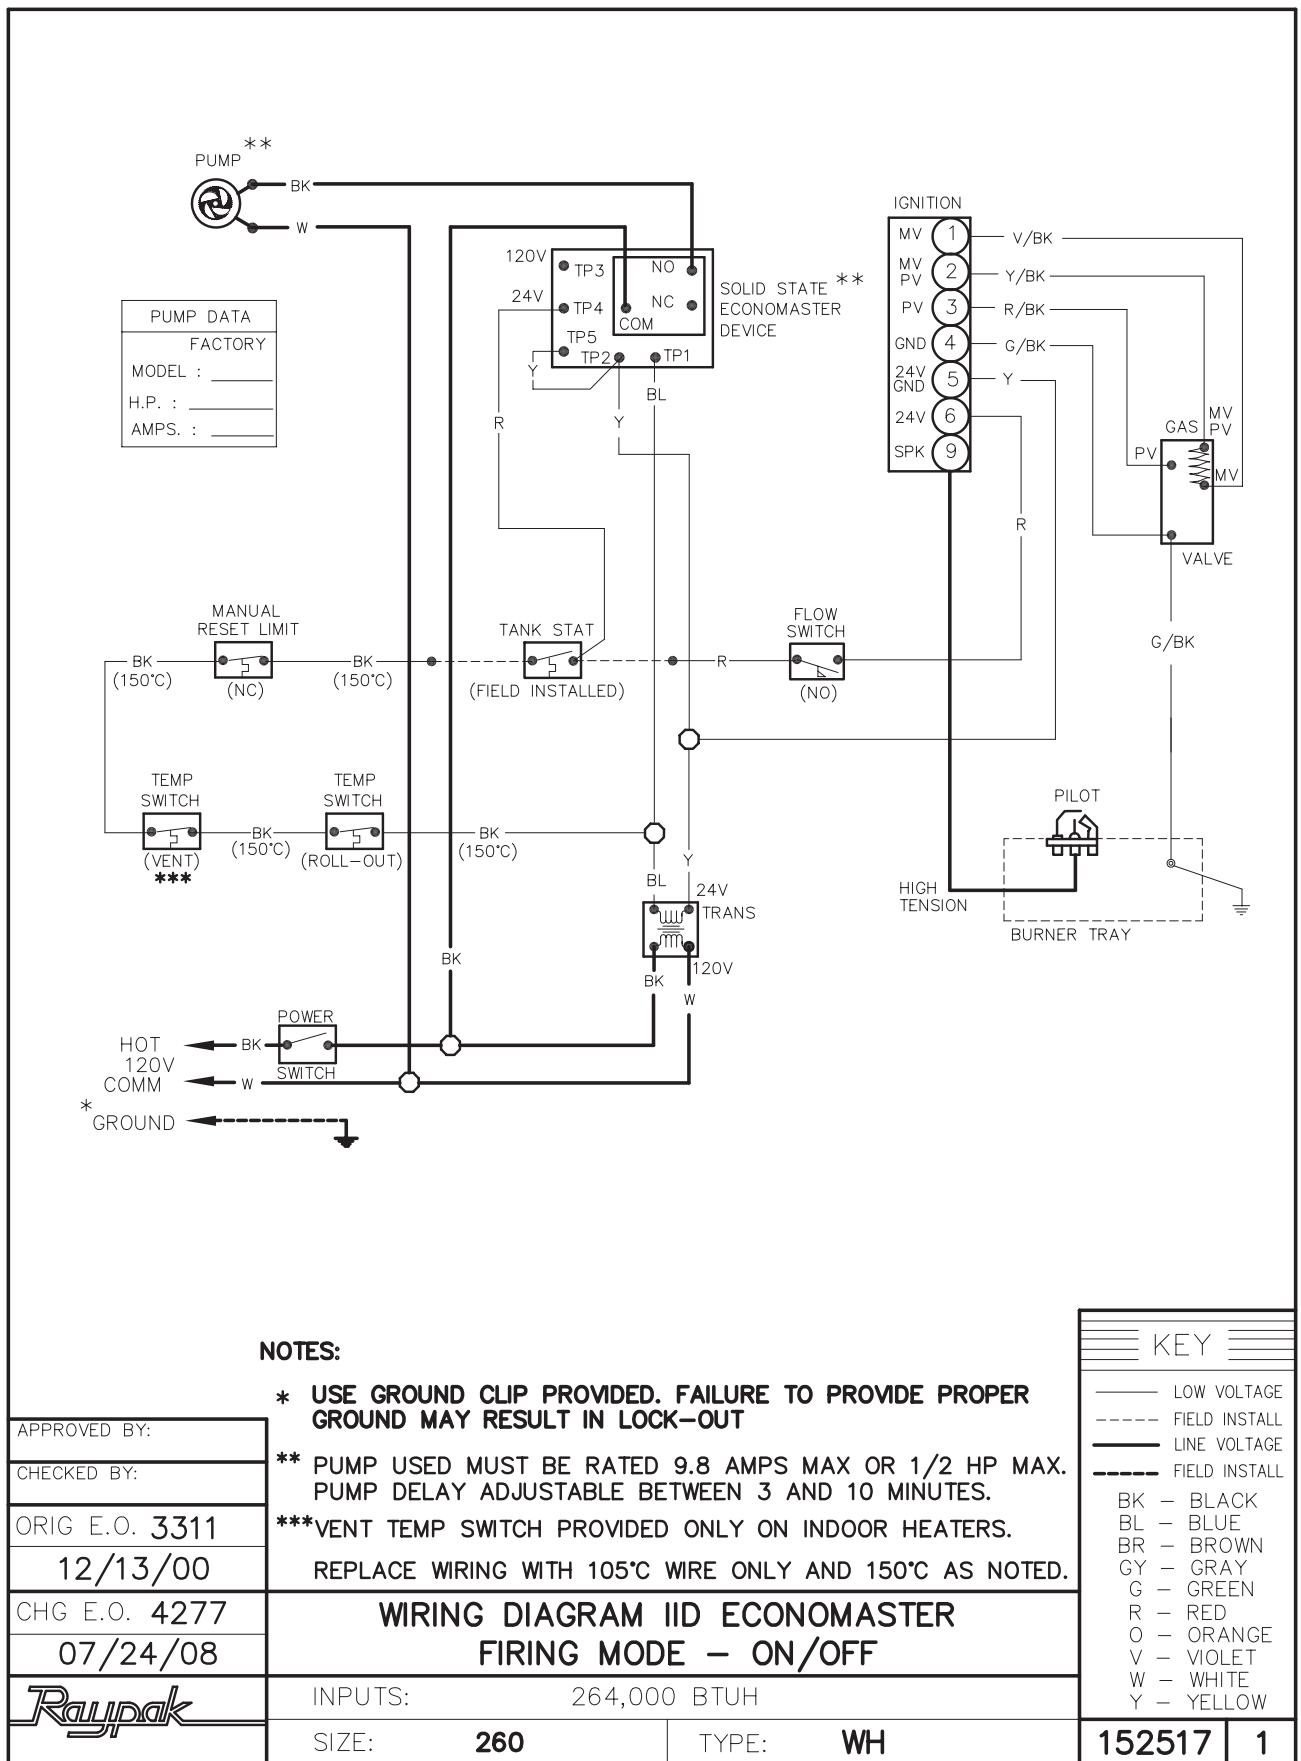 PUMP **
BK
W
PUMP DATA
FACTORY
MODEL :
H.P. :
AMPS. :
120V
TP3
24V
TP4
TP5
TP2
TP1
NO
NC
COM
SOLID STATE **
ECONOMASTER
DEVICE
Y
R
Y
BL
IGNITION
MV 1 V/BK
MV PV 2 Y/BK
PV 3 R/BK
GND 4 G/BK
24V GND 5 Y
24V 6
SPK 9
R
GAS
MV
PV
PV
MV
VALVE
G/BK
MANUAL
RESET LIMIT
(NC)
BK
(150°C)
BK
(150°C)
TANK STAT
(FIELD INSTALLED)
R
FLOW
SWITCH
(NO)
TEMP
SWITCH
(VENT)
***
BK
(150°C)
TEMP
SWITCH
(ROLL-OUT)
BK
(150°C)
BL
Y
24V
TRANS
120V
BK
W
BK
PILOT
HIGH
TENSION
BURNER TRAY
POWER
SWITCH
HOT
BK
120V
COMM
W
* GROUND
NOTES:
* USE GROUND CLIP PROVIDED. FAILURE TO PROVIDE PROPER
GROUND MAY RESULT IN LOCK-OUT
** PUMP USED MUST BE RATED 9.8 AMPS MAX OR 1/2 HP MAX.
PUMP DELAY ADJUSTABLE BETWEEN 3 AND 10 MINUTES.
***VENT TEMP SWITCH PROVIDED ONLY ON INDOOR HEATERS.
REPLACE WIRING WITH 105°C WIRE ONLY AND 150°C AS NOTED.
KEY
LOW VOLTAGE
FIELD INSTALL
LINE VOLTAGE
FIELD INSTALL
BK – BLACK
BL – BLUE
BR – BROWN
GY – GRAY
G – GREEN
R – RED
O – ORANGE
V – VIOLET
W – WHITE
Y – YELLOW
APPROVED BY:
CHECKED BY:
ORIG E.O. 3311
12/13/00
CHG E.O. 4277
07/24/08
Raypak
WIRING DIAGRAM IID ECONOMASTER
FIRING MODE – ON/OFF
INPUTS: 264,000 BTUH
SIZE: 260
TYPE: WH
152517 1